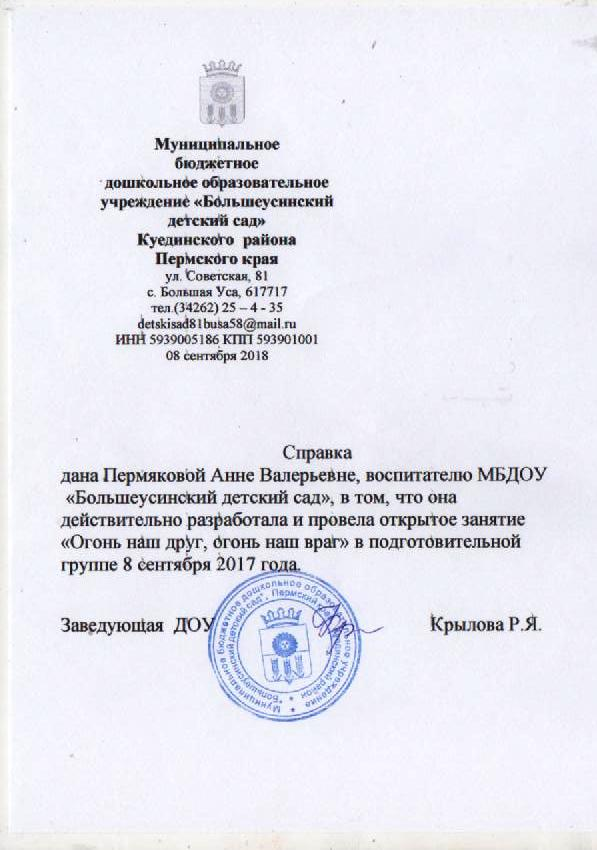 Муниципальное
бюджетное
дошкольное образовательное
учреждение «Большеусинский
детский сад»
Куединского района
Пермского края
ул. Советская, 81
с. Большая Уса, 617717
тел.(34262) 25 – 4 - 35
detskisad81busa58@mail.ru
ИНН 5939005186 КПП 593901001
08 сентября 2018
Справка
дана Пермяковой Анне Валерьевне, воспитателю МБДОУ
«Большеусинский детский сад», в том, что она
действительно разработала и провела открытое занятие
«Огонь наш друг, огонь наш враг» в подготовительной
группе 8 сентября 2017 года.
Заведующая ДОУ Крылова Р.Я.
Муниципальное бюджетное дошкольное образовательное учреждение
"Большеусинский детский сад", Пермский край